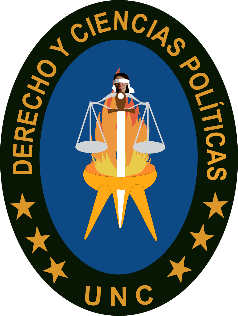 DERECHO Y CIENCIAS POLÍTICAS
UNC